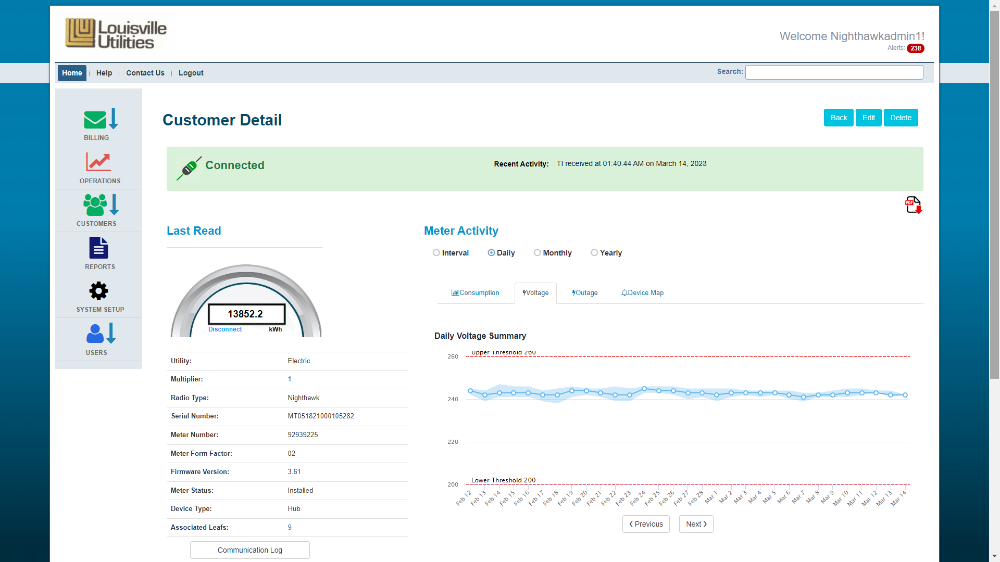 Louisville
Utilities
Welcome Nighthawkadmin1!
Alerts: 238
Home
Help
Contact Us
Logout
Search:
BILLING
OPERATIONS
CUSTOMERS
REPORTS
SYSTEM SETUP
USERS
Customer Detail
Back
Edit
Delete
Connected
Recent Activity: TI received at 01:40:44 AM on March 14, 2023
PDF
Last Read
13852.2
Disconnect
kWh
Utility: Electric
Multiplier: 1
Radio Type: Nighthawk
Serial Number: MT051821000105282
Meter Number: 92939225
Meter Form Factor: 02
Firmware Version: 3.61
Meter Status: Installed
Device Type: Hub
Associated Leafs: 9
Communication Log
Meter Activity
Interval
Daily
Monthly
Yearly
Consumption
Voltage
Outage
Device Map
Daily Voltage Summary
Upper Threshold 260
260
240
220
Lower Threshold 200
200
Feb 12
Feb 13
Feb 14
Feb 15
Feb 16
Feb 17
Feb 18
Feb 19
Feb 20
Feb 21
Feb 22
Feb 23
Feb 24
Feb 25
Feb 26
Feb 27
Feb 28
Mar 1
Mar 2
Mar 3
Mar 4
Mar 5
Mar 6
Mar 7
Mar 8
Mar 9
Mar 10
Mar 11
Mar 12
Mar 13
Mar 14
Previous
Next